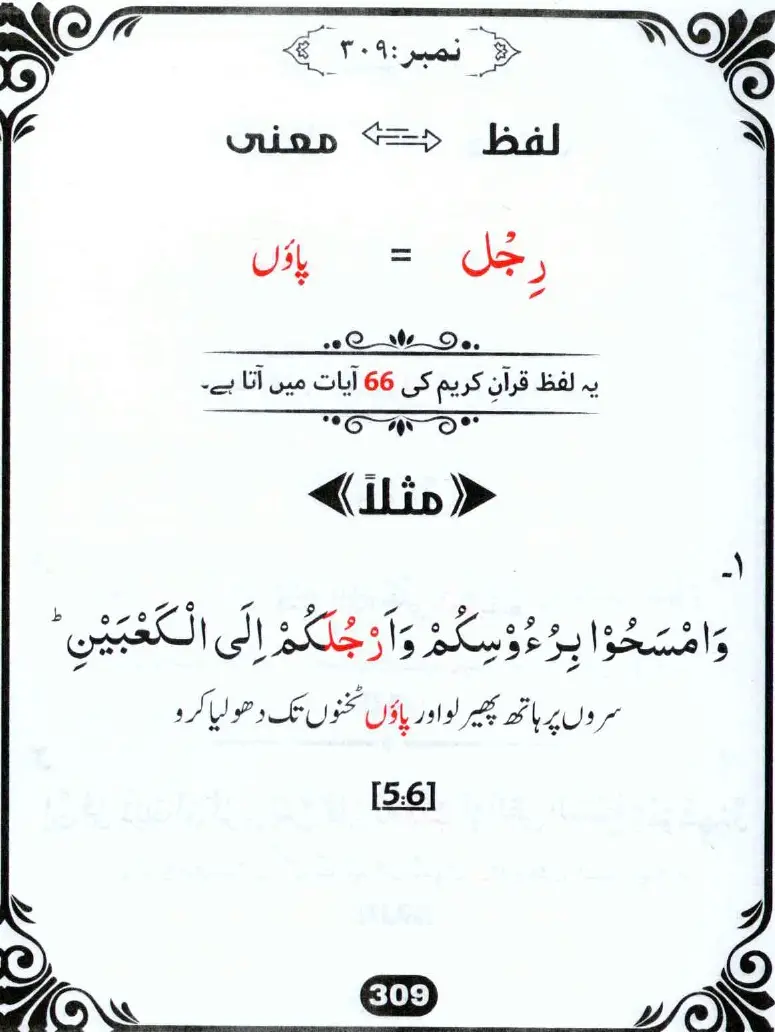 نمبر:۳۰۹
لفظ ⇐⇒ معنی
رِجْل = پاؤں
یہ لفظ قرآنِ کریم کی 66 آیات میں آتا ہے۔
مثلاً
۱۔
وَامْسَحُوْا بِرُءُوْسِكُمْ وَاَرْجُلَكُمْ اِلَى الْكَعْبَيْنِ ؕ
سروں پر ہاتھ پھیر لو اور پاؤں ٹخنوں تک دھو لیا کرو
[5:6]
309